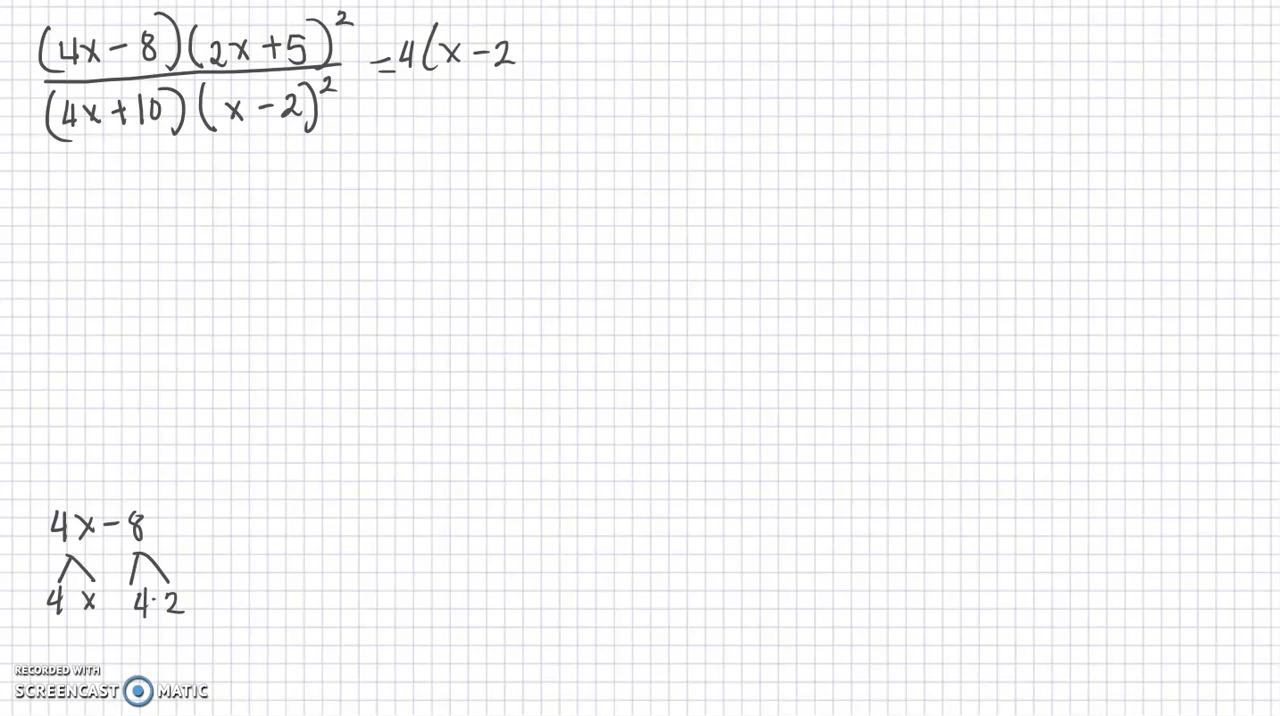 (4x - 8)(2x + 5)² = 4(x - 2
(4x + 10)(x - 2)²
4x - 8
4 x 4·2
RECORDED WITH
SCREENCAST MATIC